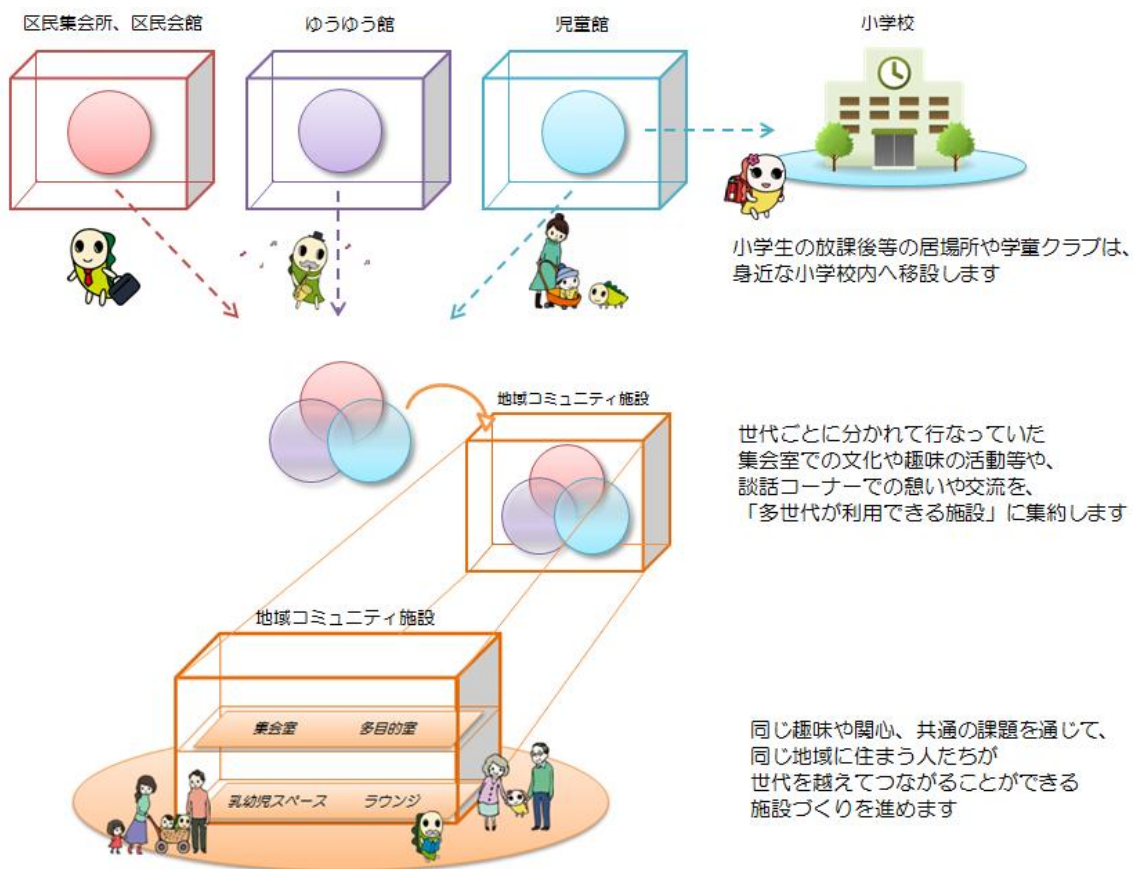 区民集会所、区民会館
ゆうゆう館
児童館
小学校
小学生の放課後等の居場所や学童クラブは、
身近な小学校内へ移設します
地域コミュニティ施設
世代ごとに分かれて行なっていた
集会室での文化や趣味の活動等や、
談話コーナーでの憩いや交流を、
「多世代が利用できる施設」に集約します
地域コミュニティ施設
集会室
多目的室
乳幼児スペース
ラウンジ
同じ趣味や関心、共通の課題を通じて、
同じ地域に住まう人たちが
世代を越えてつながることができる
施設づくりを進めます